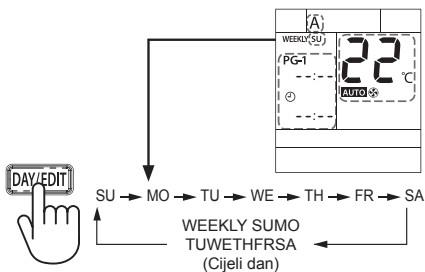 A
WEEKLY SU
PG-1
22 °C
--:--
AUTO
--:--
DAY/EDIT
SU → MO → TU → WE → TH → FR → SA
WEEKLY SUMO
TUWETHFRSA
(Cijeli dan)